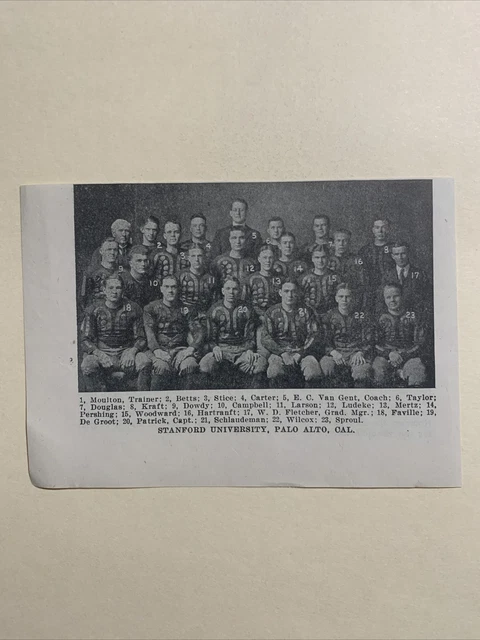 1, Moulton, Trainer; 2, Betts; 3, Stice; 4, Carter; 5, E. C. Van Gent, Coach; 6, Taylor;
7, Douglas; 8, Kraft; 9, Dowdy; 10, Campbell; 11, Larson; 12, Ludeke; 13, Mertz; 14,
Pershing; 15, Woodward; 16, Hartranft; 17, W. D. Fletcher, Grad. Mgr.; 18, Faville; 19,
De Groot; 20, Patrick, Capt.; 21, Schlaudeman; 22, Wilcox; 23, Sproul.
STANFORD UNIVERSITY, PALO ALTO, CAL.